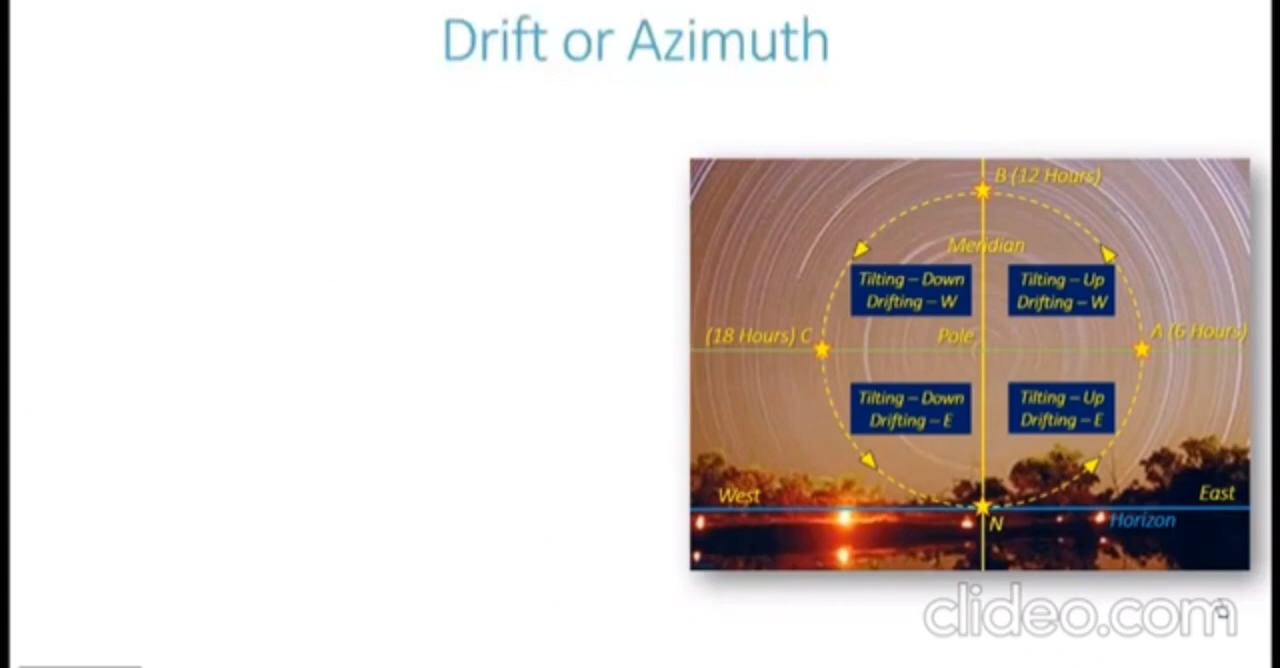 Drift or Azimuth
B (12 Hours)
Meridian
Tilting – Down
Drifting – W
Tilting – Up
Drifting – W
(18 Hours) C
Pole
A (6 Hours)
Tilting – Down
Drifting – E
Tilting – Up
Drifting – E
West
East
N
Horizon
clideo.com